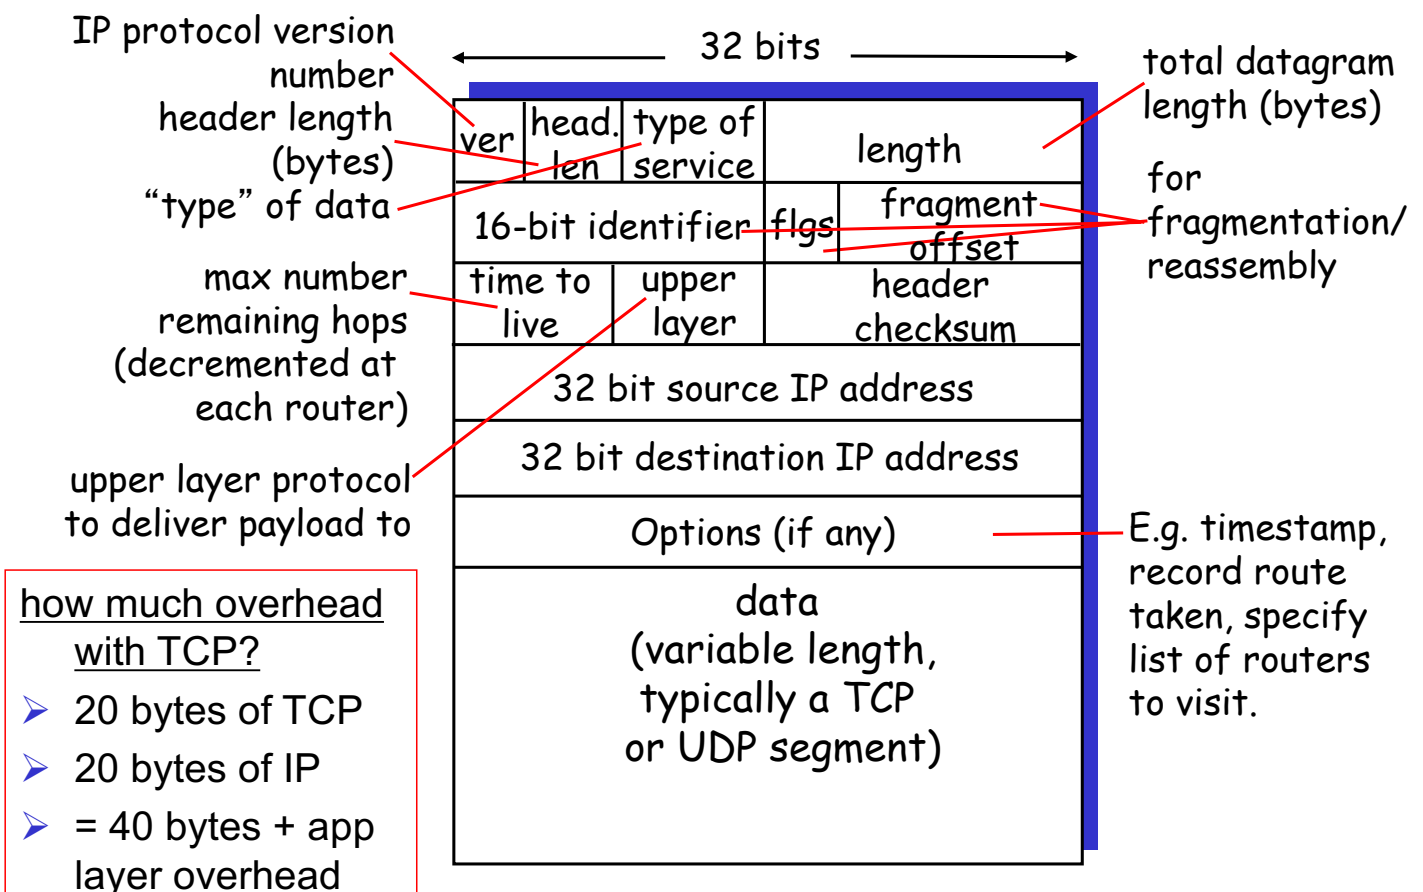 IP protocol version
number
header length
(bytes)
“type” of data
max number
remaining hops
(decremented at
each router)
upper layer protocol
to deliver payload to
how much overhead
with TCP?
➢ 20 bytes of TCP
➢ 20 bytes of IP
➢ = 40 bytes + app
layer overhead
32 bits
ver
head.
len
type of
service
length
16-bit identifier
flgs
fragment
offset
time to
live
upper
layer
header
checksum
32 bit source IP address
32 bit destination IP address
Options (if any)
data
(variable length,
typically a TCP
or UDP segment)
total datagram
length (bytes)
for
fragmentation/
reassembly
E.g. timestamp,
record route
taken, specify
list of routers
to visit.